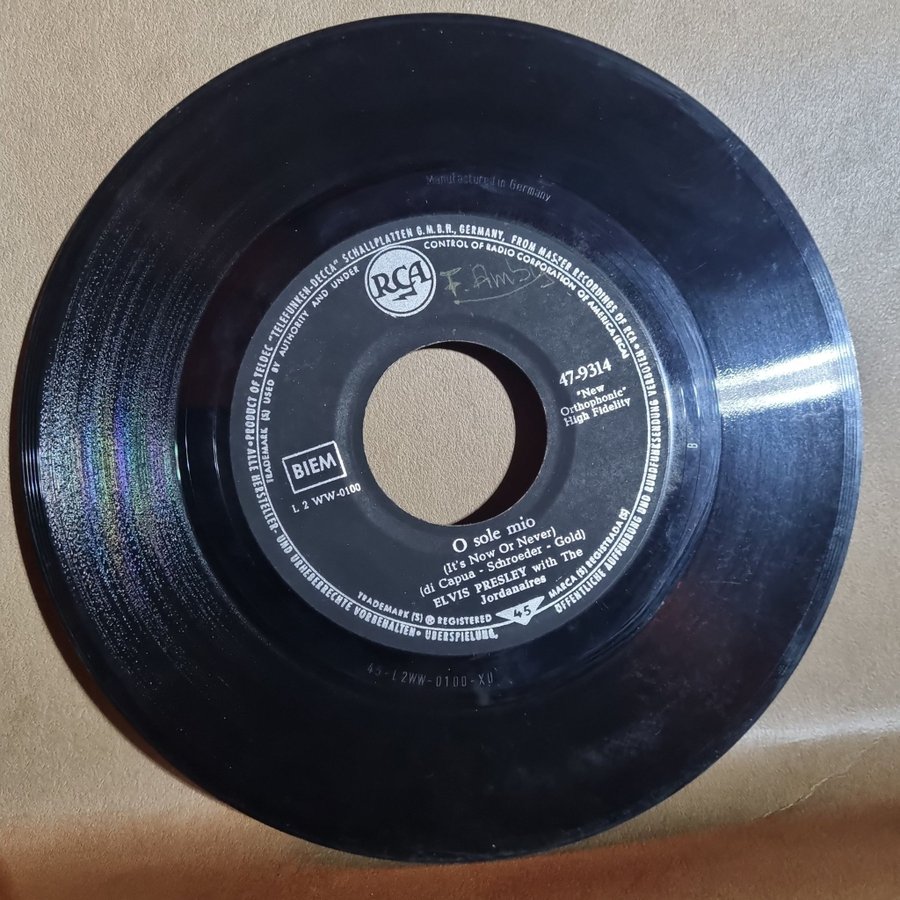 Manufactured in Germany
ALLE HERSTELLER- UND URHEBERRECHTE VORBEHALTEN • ÜBERSPIELUNG,
ÖFFENTLICHE AUFFÜHRUNG UND RUNDFUNKSENDUNG VERBOTEN
• PRODUCT OF TELDEC "TELEFUNKEN-DECCA" SCHALLPLATTEN G.M.B.H., GERMANY, FROM MASTER RECORDINGS OF RCA •
TRADEMARK (S) USED BY AUTHORITY AND UNDER CONTROL OF RADIO CORPORATION OF AMERICA (RCA)
RCA
47-9314
"New
Orthophonic"
High Fidelity
BIEM
L 2 WW-0100
O sole mio
(It's Now Or Never)
(di Capua - Schroeder - Gold)
ELVIS PRESLEY with The
Jordanaires
TRADEMARK (S) ® REGISTERED
45
MARCA (S) REGISTRADA (S)
B
45-L2WW-0100-XU